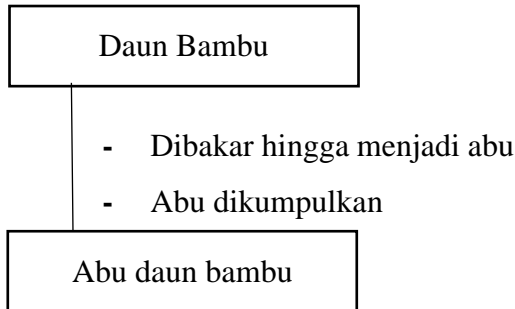 Daun Bambu
- Dibakar hingga menjadi abu
- Abu dikumpulkan
Abu daun bambu